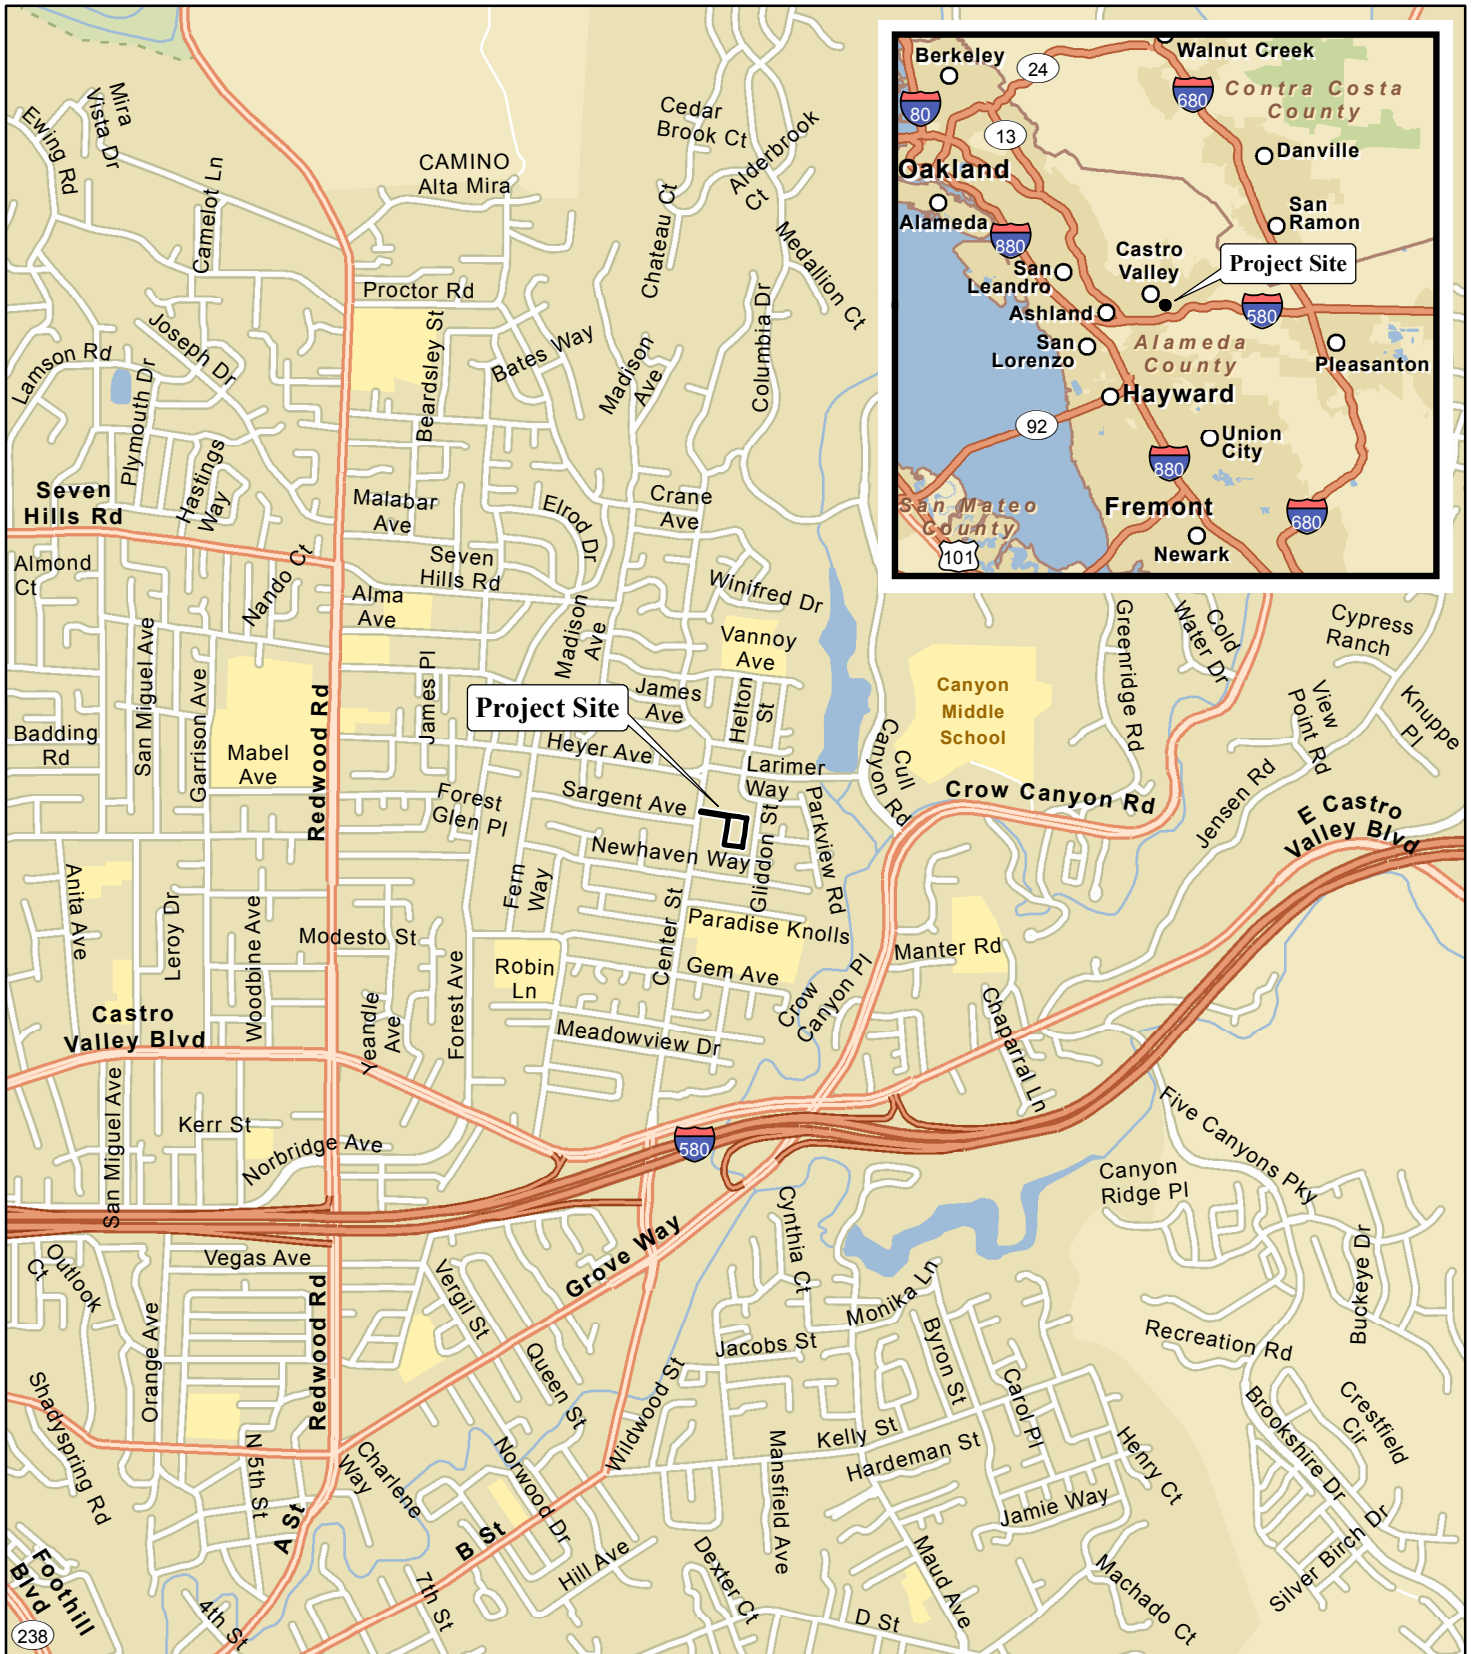 Berkeley
Walnut Creek
24
680
Contra Costa
County
80
13
Danville
Oakland
San
Ramon
Alameda
880
Castro
Valley
Project Site
San
Leandro
580
Ashland
San
Lorenzo
Alameda
County
Pleasanton
Hayward
92
Union
City
880
Fremont
San Mateo
County
680
101
Newark
Mira
Vista Dr
Ewing Rd
Camelot Ln
CAMINO
Alta Mira
Cedar
Brook Ct
Alderbrook
Ct
Chateau Ct
Medallion Ct
Proctor Rd
Joseph Dr
Lamson Rd
Plymouth Dr
Beardsley St
Bates Way
Madison
Ave
Columbia Dr
Hastings
Way
Seven
Hills Rd
Malabar
Ave
Elrod Dr
Crane
Ave
Almond
Ct
Nando Ct
Seven
Hills Rd
Alma
Ave
Winifred Dr
Madison
Ave
Vannoy
Ave
Greenridge Rd
Cold
Water Dr
Cypress
Ranch
San Miguel Ave
Garrison Ave
Redwood Rd
James Pl
Project Site
James
Ave
Helton
St
Canyon
Middle
School
View
Point Rd
Knuppe
Pl
Badding
Rd
Mabel
Ave
Heyer Ave
Larimer
Way
Cull
Canyon Rd
Forest
Glen Pl
Sargent Ave
Crow Canyon Rd
Jensen Rd
E Castro
Valley Blvd
Newhaven Way
Gliddon St
Parkview Rd
Anita Ave
Leroy Dr
Woodbine Ave
Modesto St
Fern
Way
Center St
Paradise Knolls
Manter Rd
Robin
Ln
Gem Ave
Crow
Canyon Pl
Castro
Valley Blvd
Yeandle
Ave
Forest Ave
Meadowview Dr
Chaparral Ln
San Miguel Ave
Kerr St
Norbridge Ave
580
Five Canyons Pky
Canyon
Ridge Pl
Cynthia Ct
Grove Way
Outlook
Ct
Vegas Ave
Vergil St
Buckeye Dr
Orange Ave
Redwood Rd
Monika Ln
Recreation Rd
Jacobs St
Byron St
Queen St
Carol Pl
Wildwood St
Shadyspring Rd
Brookshire Dr
Crestfield
Cir
N 5th St
Charlene
Way
Norwood Dr
Kelly St
Hardeman St
Henry Ct
Mansfield Ave
Jamie Way
A St
B St
Hill Ave
Silver Birch Dr
Foothill
Blvd
Dexter Ct
Maud Ave
Machado Ct
7th St
4th St
D St
238